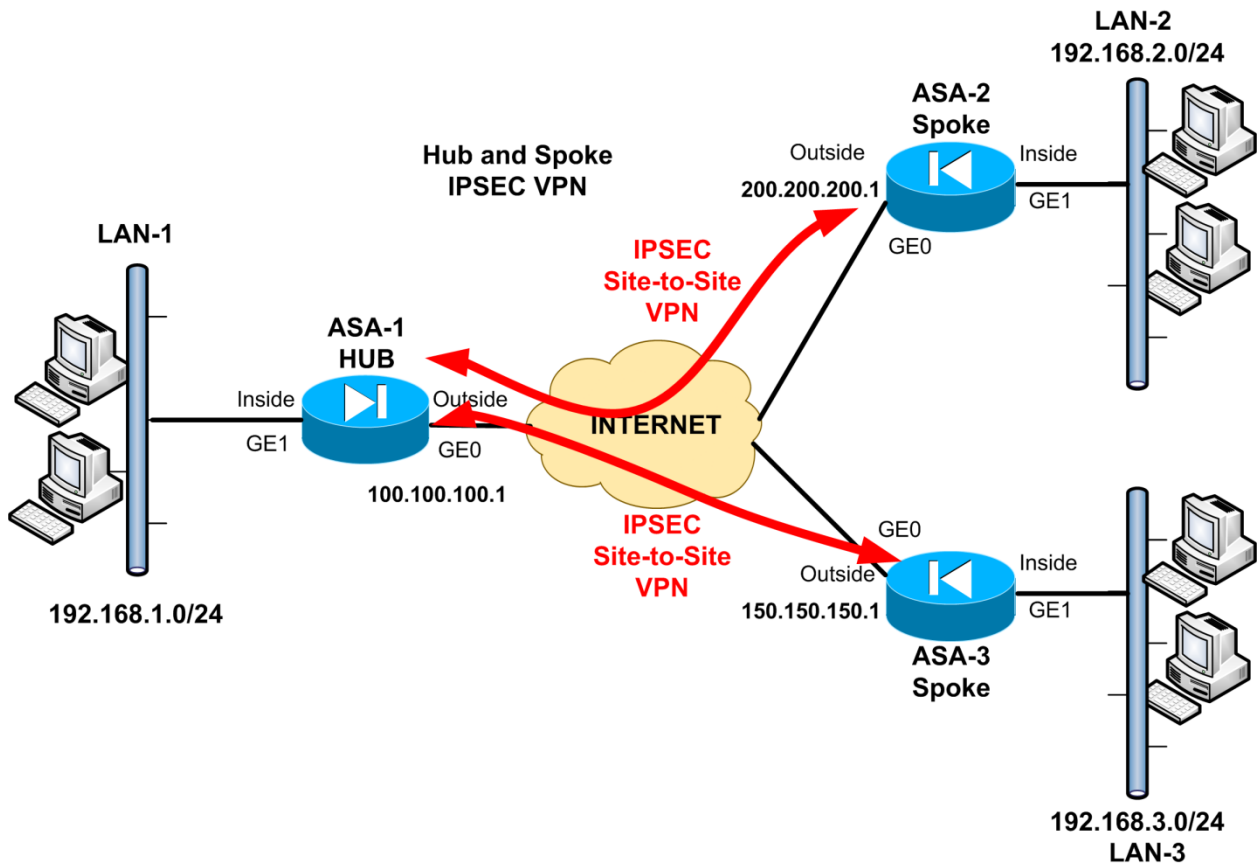 LAN-2
192.168.2.0/24
ASA-2
Spoke
Hub and Spoke
IPSEC VPN
Outside
Inside
200.200.200.1
GE1
GE0
LAN-1
IPSEC
Site-to-Site
VPN
ASA-1
HUB
Inside
Outside
INTERNET
GE1
GE0
100.100.100.1
IPSEC
Site-to-Site
VPN
GE0
Outside
Inside
150.150.150.1
GE1
192.168.1.0/24
ASA-3
Spoke
192.168.3.0/24
LAN-3